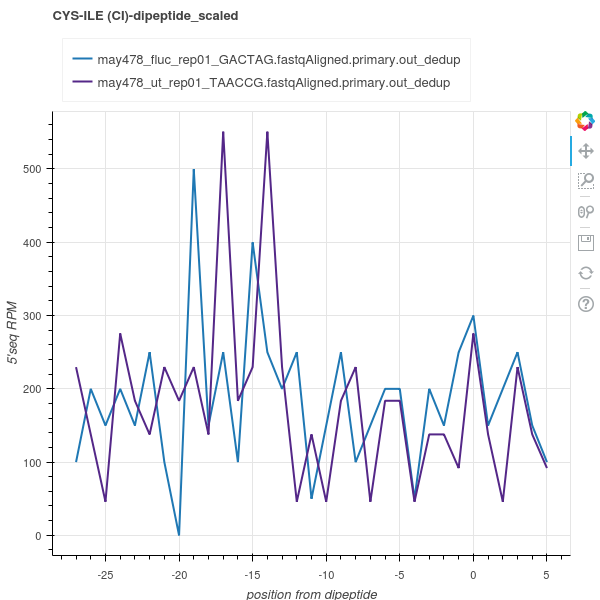 CYS-ILE (CI)-dipeptide_scaled
may478_fluc_rep01_GACTAG.fastqAligned.primary.out_dedup
may478_ut_rep01_TAACCG.fastqAligned.primary.out_dedup
500
400
300
200
100
0
5'seq RPM
-25 -20 -15 -10 -5 0 5
position from dipeptide